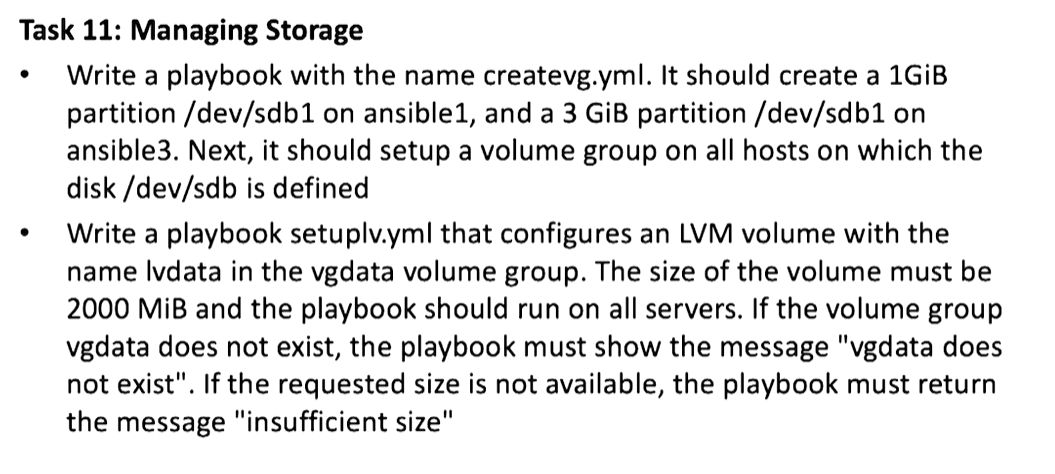 Task 11: Managing Storage
• Write a playbook with the name createvg.yml. It should create a 1GiB
partition /dev/sdb1 on ansible1, and a 3 GiB partition /dev/sdb1 on
ansible3. Next, it should setup a volume group on all hosts on which the
disk /dev/sdb is defined
• Write a playbook setuplv.yml that configures an LVM volume with the
name lvdata in the vgdata volume group. The size of the volume must be
2000 MiB and the playbook should run on all servers. If the volume group
vgdata does not exist, the playbook must show the message "vgdata does
not exist". If the requested size is not available, the playbook must return
the message "insufficient size"